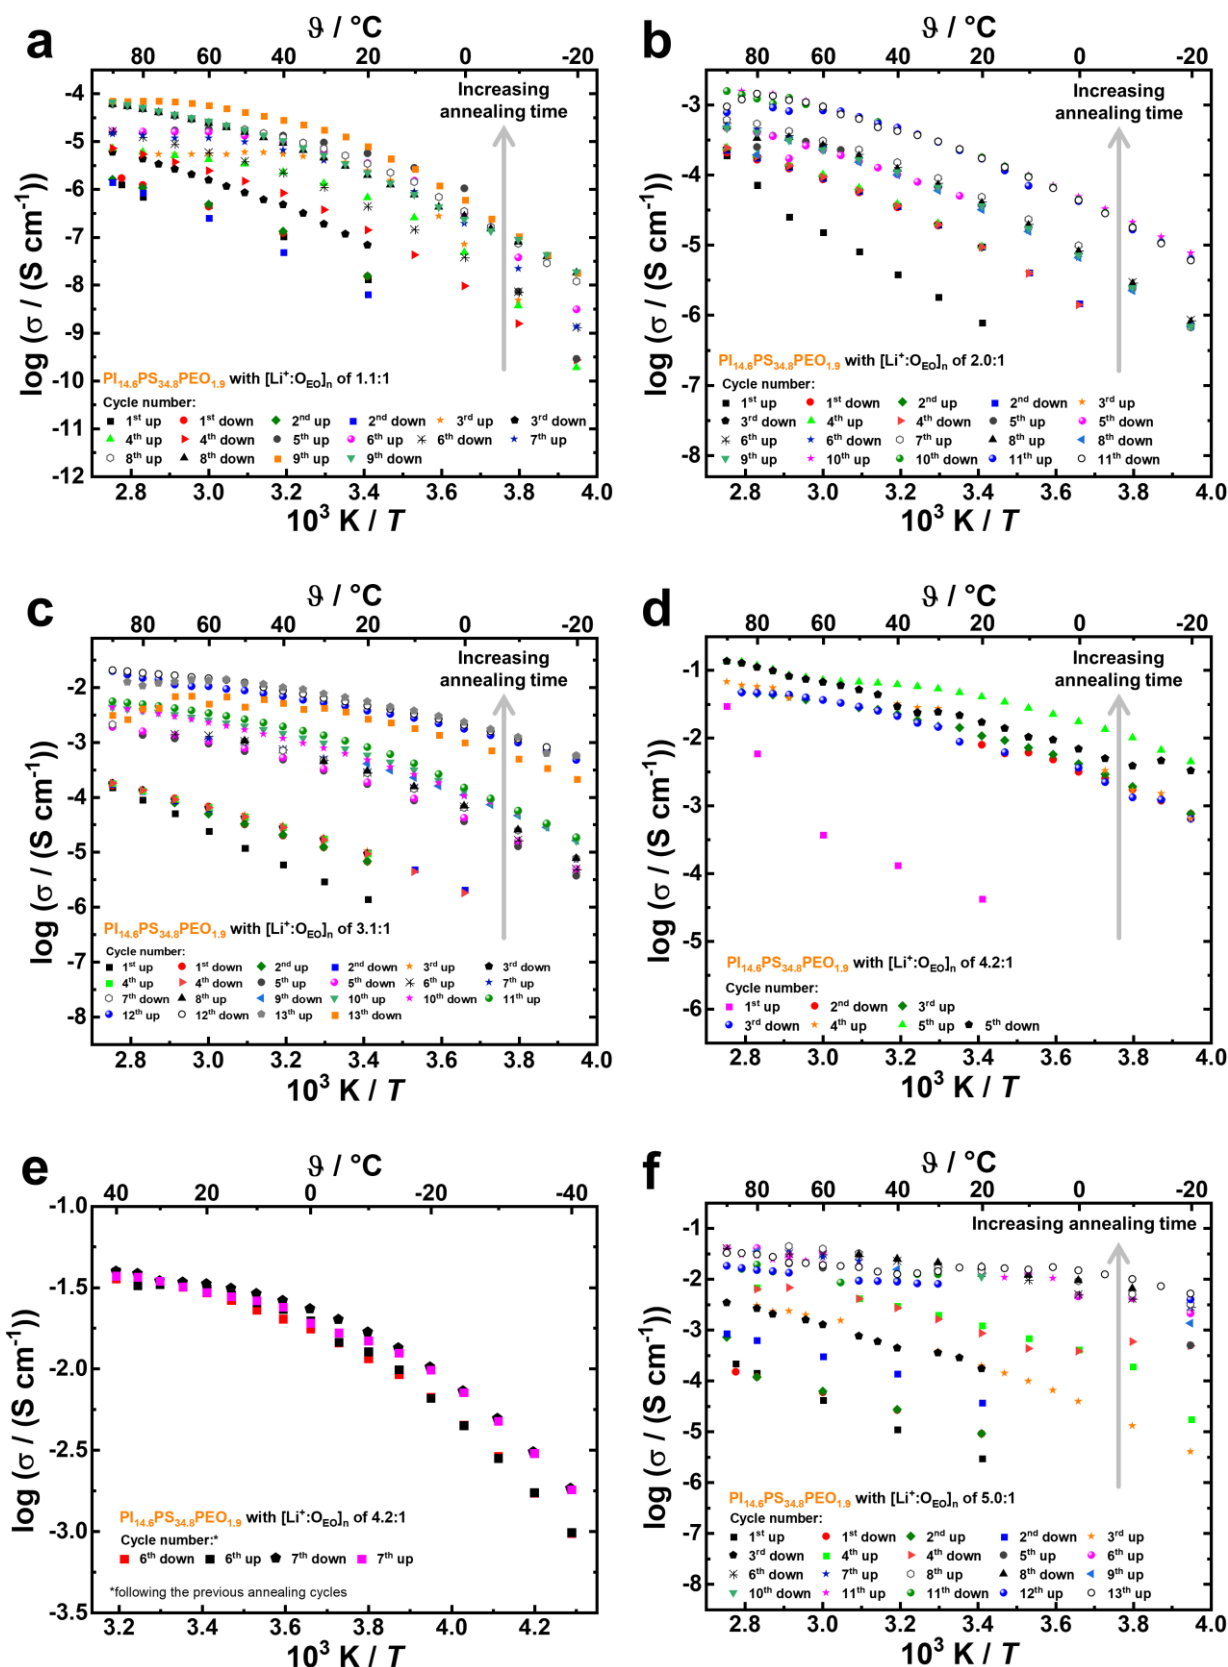 a
ϑ / °C
80 60 40 20 0 -20
Increasing
annealing time
log (σ / (S cm⁻¹))
-4
-5
-6
-7
-8
-9
-10
-11
-12
PI₁₄.₆PS₃₄.₈PEO₁.₉ with [Li⁺:O_EO]ₙ of 1.1:1
Cycle number:
1ˢᵗ up 1ˢᵗ down 2ⁿᵈ up 2ⁿᵈ down 3ʳᵈ up 3ʳᵈ down
4ᵗʰ up 4ᵗʰ down 5ᵗʰ up 6ᵗʰ up 6ᵗʰ down 7ᵗʰ up
8ᵗʰ up 8ᵗʰ down 9ᵗʰ up 9ᵗʰ down
2.8 3.0 3.2 3.4 3.6 3.8 4.0
10³ K / T
b
ϑ / °C
80 60 40 20 0 -20
Increasing
annealing time
log (σ / (S cm⁻¹))
-3
-4
-5
-6
-7
-8
PI₁₄.₆PS₃₄.₈PEO₁.₉ with [Li⁺:O_EO]ₙ of 2.0:1
Cycle number:
1ˢᵗ up 1ˢᵗ down 2ⁿᵈ up 2ⁿᵈ down 3ʳᵈ up
3ʳᵈ down 4ᵗʰ up 4ᵗʰ down 5ᵗʰ up 5ᵗʰ down
6ᵗʰ up 6ᵗʰ down 7ᵗʰ up 8ᵗʰ up 8ᵗʰ down
9ᵗʰ up 10ᵗʰ up 10ᵗʰ down 11ᵗʰ up 11ᵗʰ down
2.8 3.0 3.2 3.4 3.6 3.8 4.0
10³ K / T
c
ϑ / °C
80 60 40 20 0 -20
Increasing
annealing time
log (σ / (S cm⁻¹))
-2
-3
-4
-5
-6
-7
-8
PI₁₄.₆PS₃₄.₈PEO₁.₉ with [Li⁺:O_EO]ₙ of 3.1:1
Cycle number:
1ˢᵗ up 1ˢᵗ down 2ⁿᵈ up 2ⁿᵈ down 3ʳᵈ up 3ʳᵈ down
4ᵗʰ up 4ᵗʰ down 5ᵗʰ up 5ᵗʰ down 6ᵗʰ up 7ᵗʰ up
7ᵗʰ down 8ᵗʰ up 9ᵗʰ down 10ᵗʰ up 10ᵗʰ down 11ᵗʰ up
12ᵗʰ up 12ᵗʰ down 13ᵗʰ up 13ᵗʰ down
2.8 3.0 3.2 3.4 3.6 3.8 4.0
10³ K / T
d
ϑ / °C
80 60 40 20 0 -20
Increasing
annealing time
log (σ / (S cm⁻¹))
-1
-2
-3
-4
-5
-6
PI₁₄.₆PS₃₄.₈PEO₁.₉ with [Li⁺:O_EO]ₙ of 4.2:1
Cycle number:
1ˢᵗ up 2ⁿᵈ down 3ʳᵈ up
3ʳᵈ down 4ᵗʰ up 5ᵗʰ up 5ᵗʰ down
2.8 3.0 3.2 3.4 3.6 3.8 4.0
10³ K / T
e
ϑ / °C
40 20 0 -20 -40
log (σ / (S cm⁻¹))
-1.0
-1.5
-2.0
-2.5
-3.0
-3.5
PI₁₄.₆PS₃₄.₈PEO₁.₉ with [Li⁺:O_EO]ₙ of 4.2:1
Cycle number:*
6ᵗʰ down 6ᵗʰ up 7ᵗʰ down 7ᵗʰ up
*following the previous annealing cycles
3.2 3.4 3.6 3.8 4.0 4.2
10³ K / T
f
ϑ / °C
80 60 40 20 0 -20
Increasing annealing time
log (σ / (S cm⁻¹))
-1
-2
-3
-4
-5
-6
-7
-8
PI₁₄.₆PS₃₄.₈PEO₁.₉ with [Li⁺:O_EO]ₙ of 5.0:1
Cycle number:
1ˢᵗ up 1ˢᵗ down 2ⁿᵈ up 2ⁿᵈ down 3ʳᵈ up
3ʳᵈ down 4ᵗʰ up 4ᵗʰ down 5ᵗʰ up 6ᵗʰ up
6ᵗʰ down 7ᵗʰ up 8ᵗʰ up 8ᵗʰ down 9ᵗʰ up
10ᵗʰ down 11ᵗʰ up 11ᵗʰ down 12ᵗʰ up 13ᵗʰ up
2.8 3.0 3.2 3.4 3.6 3.8 4.0
10³ K / T